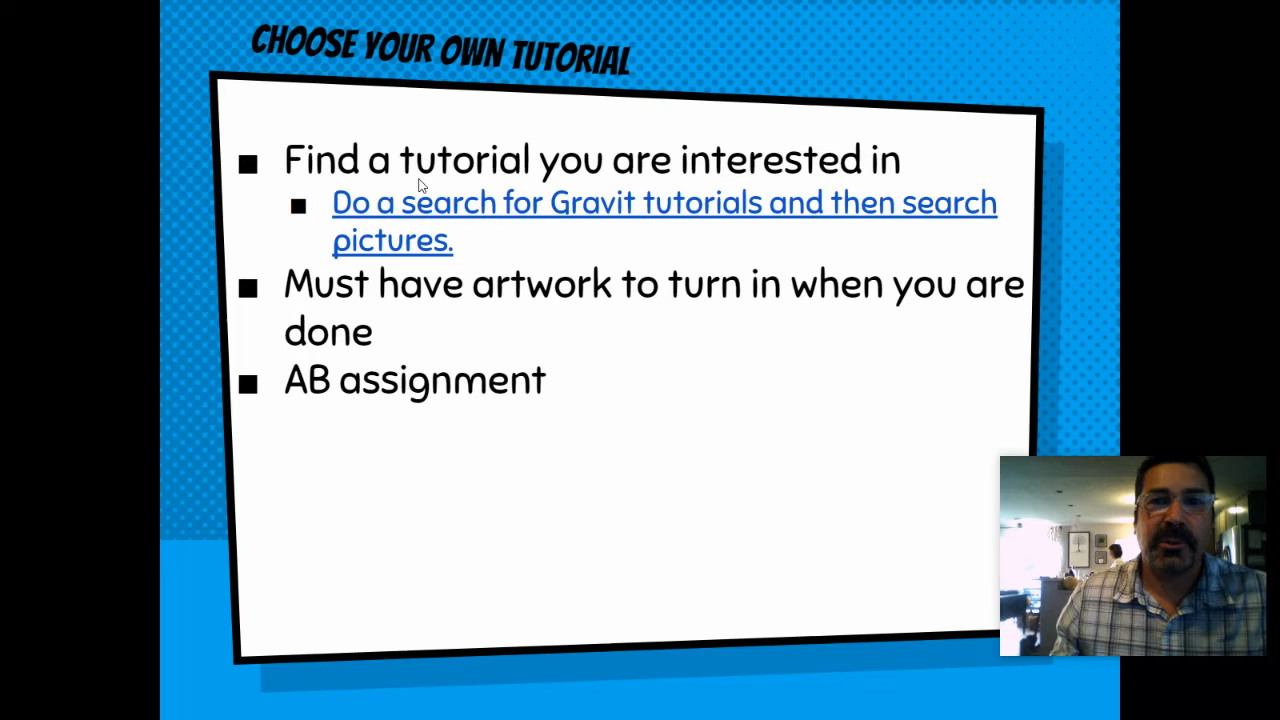 CHOOSE YOUR OWN TUTORIAL
■ Find a tutorial you are interested in
■ Do a search for Gravit tutorials and then search
pictures.
■ Must have artwork to turn in when you are
done
■ AB assignment